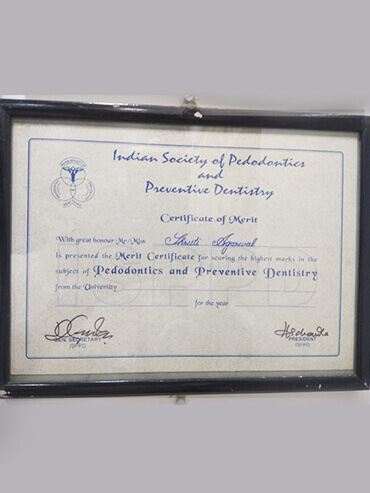 Indian Society of Pedodontics
and
Preventive Dentistry
Certificate of Merit
With great honour Mr/Miss Shruti Agarwal
is presented the Merit Certificate for scoring the highest marks in the
subject of Pedodontics and Preventive Dentistry
from the University
for the year
GEN. SECRETARY
ISPPD
PRESIDENT
ISPPD